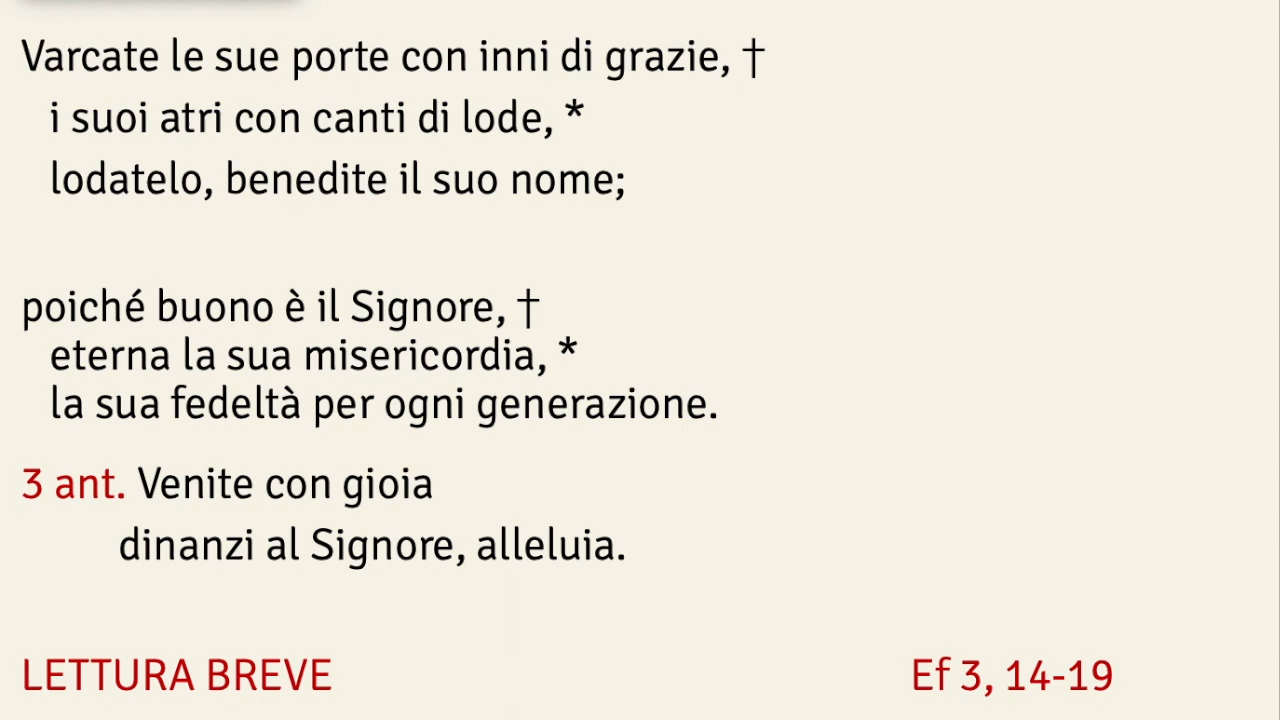 Varcate le sue porte con inni di grazie, †
i suoi atri con canti di lode, *
lodatelo, benedite il suo nome;
poiché buono è il Signore, †
eterna la sua misericordia, *
la sua fedeltà per ogni generazione.
3 ant. Venite con gioia
dinanzi al Signore, alleluia.
LETTURA BREVE Ef 3, 14-19